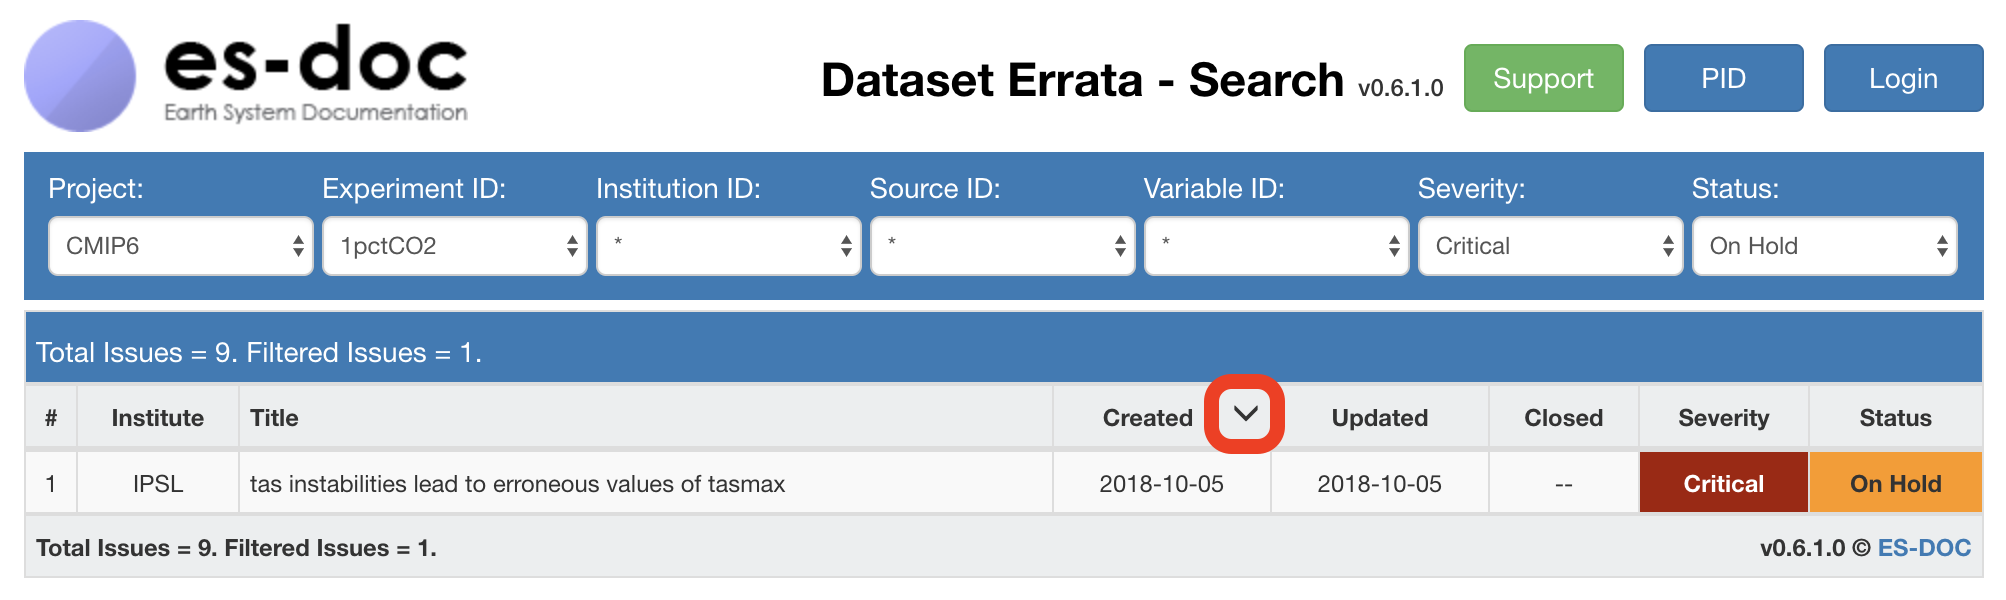 es-doc
Earth System Documentation
Dataset Errata - Search v0.6.1.0 Support PID Login
Project: Experiment ID: Institution ID: Source ID: Variable ID: Severity: Status:
CMIP6 1pctCO2 * * * Critical On Hold
Total Issues = 9. Filtered Issues = 1.
# Institute Title Created Updated Closed Severity Status
1 IPSL tas instabilities lead to erroneous values of tasmax 2018-10-05 2018-10-05 -- Critical On Hold
Total Issues = 9. Filtered Issues = 1. v0.6.1.0 © ES-DOC